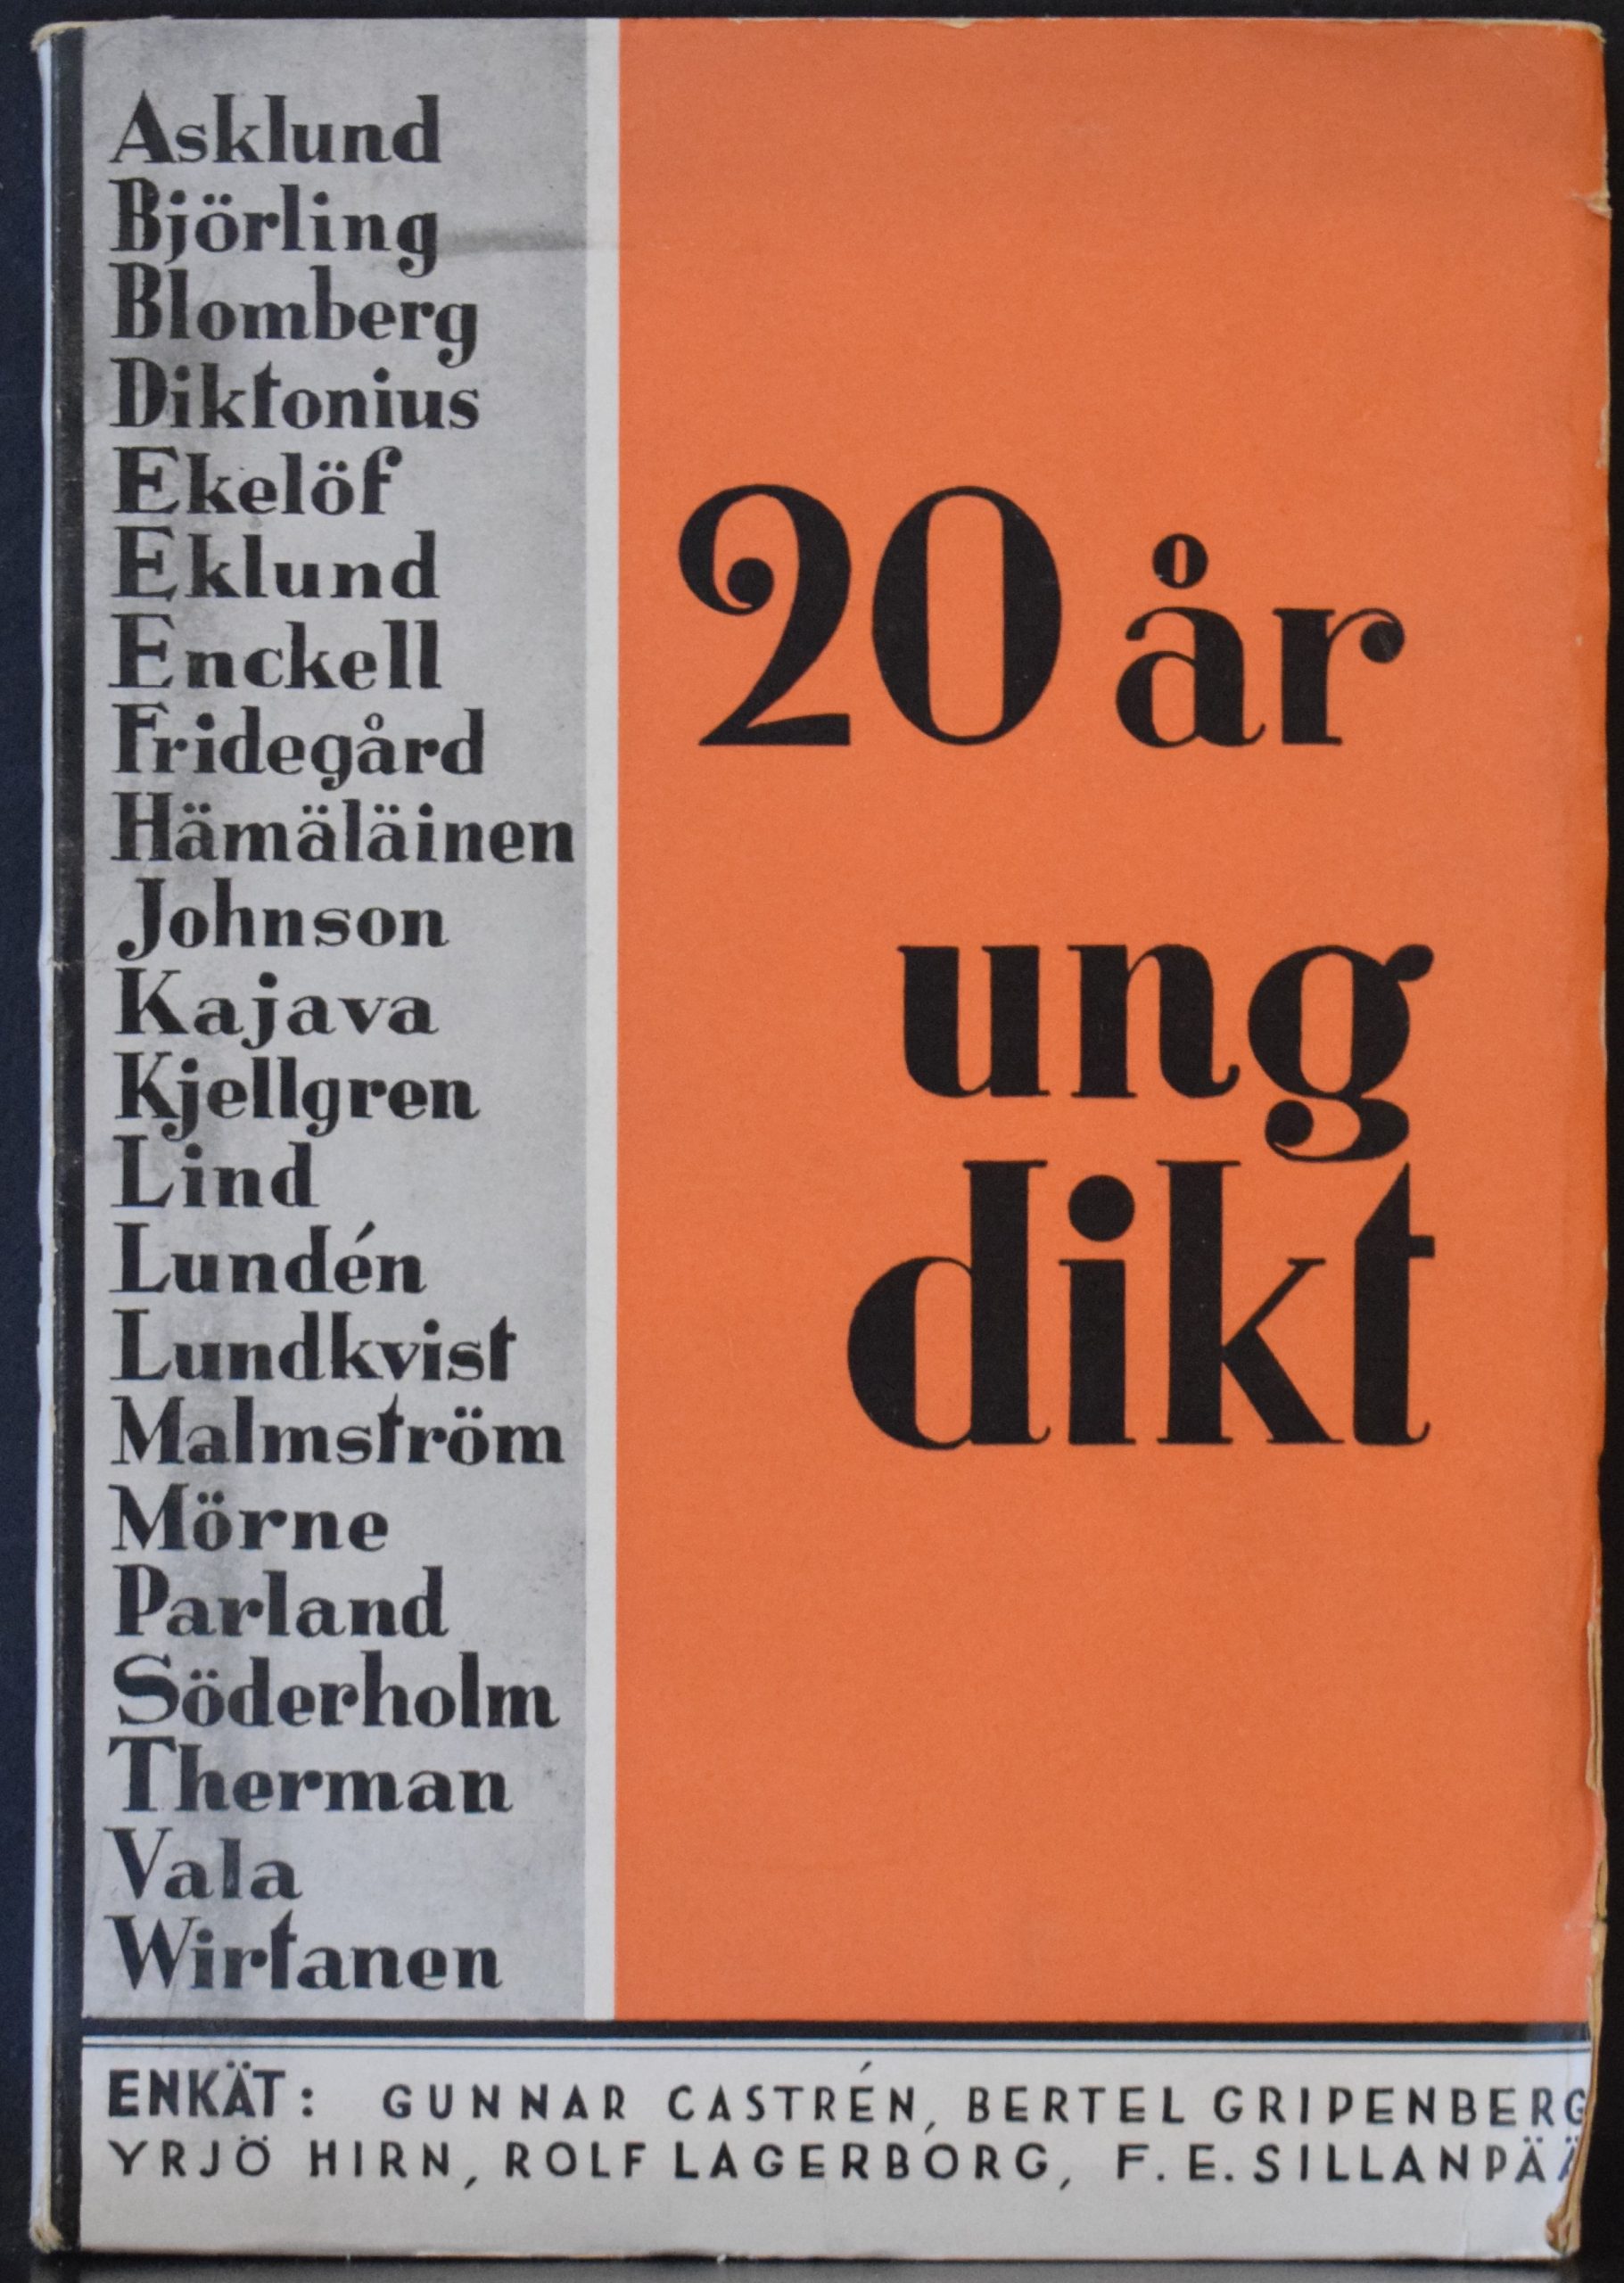 Asklund
Björling
Blomberg
Diktonius
Ekelöf
Eklund
Enckell
Fridegård
Hämäläinen
Johnson
Kajava
Kjellgren
Lind
Lundén
Lundkvist
Malmström
Mörne
Parland
Söderholm
Therman
Vala
Wirtanen
20 år
ung
dikt
ENKÄT: GUNNAR CASTRÉN, BERTEL GRIPENBERG
YRJÖ HIRN, ROLF LAGERBORG, F. E. SILLANPÄÄ